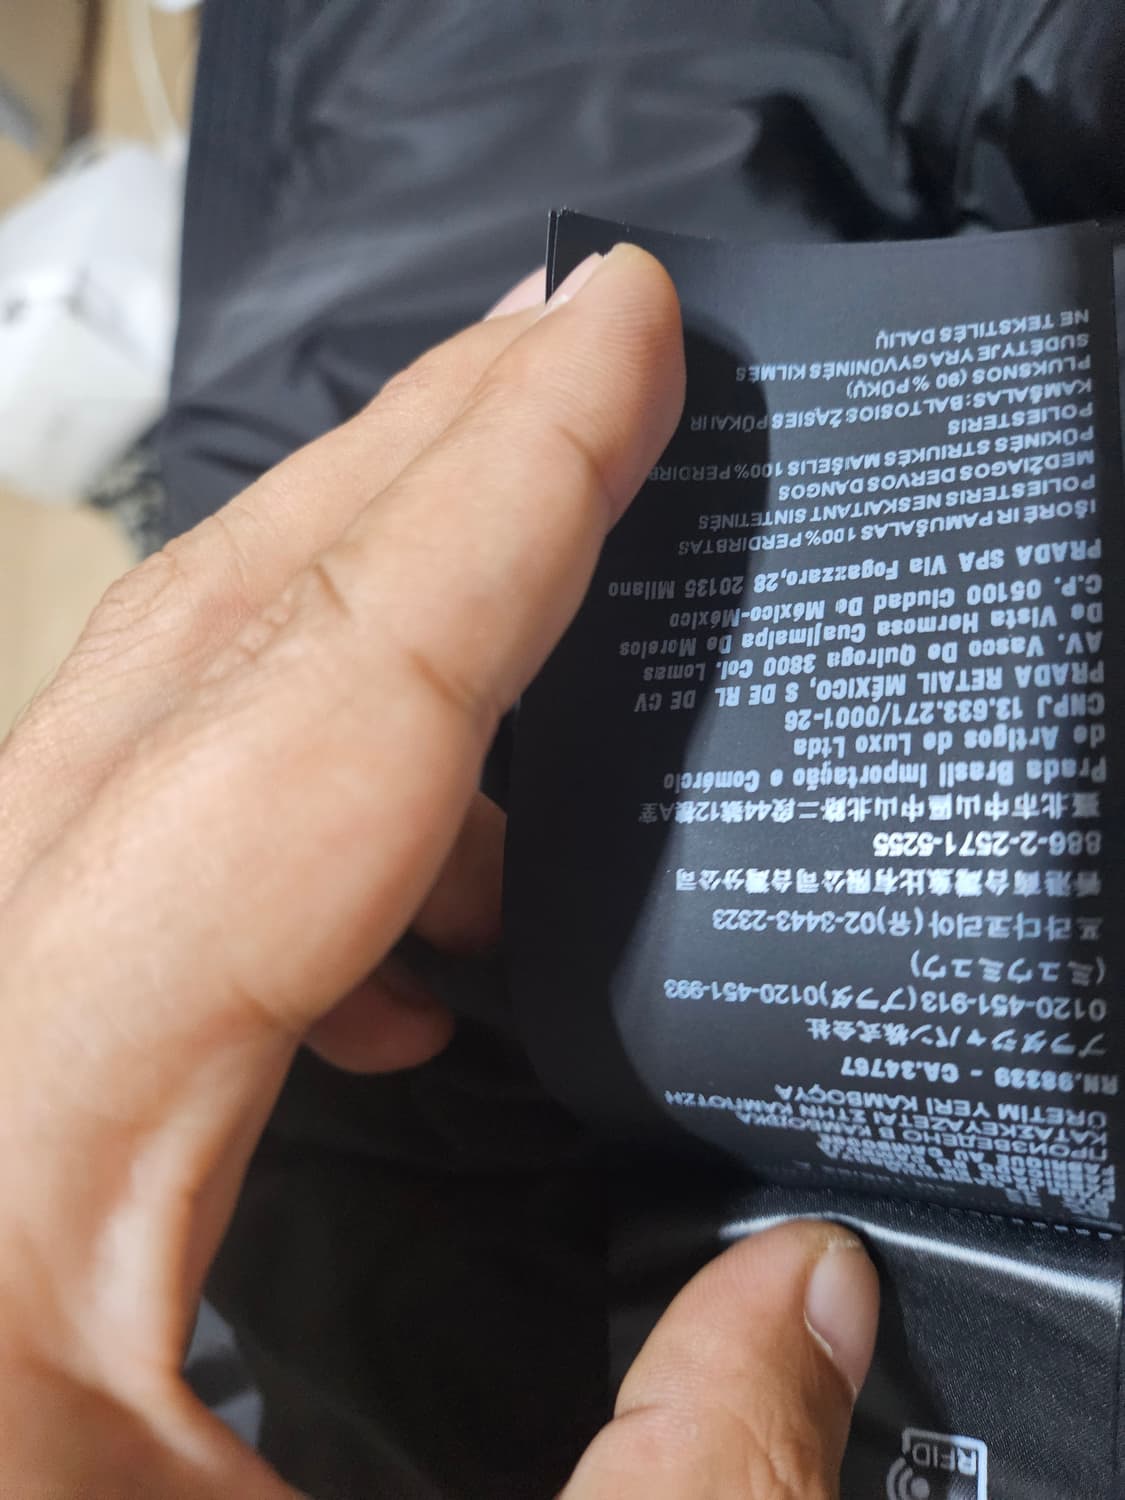 ÜRETİM YERİ KAMBOÇYA
RN.98339 - CA.34767
プラダジャパン株式会社
0120-451-913(プラダ)0120-451-993
(ミュウミュウ)
프라다코리아(유)02-3443-2323
香港商台灣象比有限公司台灣分公司
886-2-2571-5255
臺北市中山區中山北路二段44號12樓A室
Prada Brasil Importação e Comércio
de Artigos de Luxo Ltda
CNPJ 13.633.271/0001-26
PRADA RETAIL MÉXICO, S DE RL DE CV
AV. Vasco De Quiroga 3800 Col. Lomas
De Vista Hermosa Cuajimalpa De Morelos
C.P. 05100 Ciudad De México-México
PRADA SPA Via Fogazzaro,28 20135 Milano
IŠORĖ IR PAMUŠALAS 100% PERDIRBTAS
POLIESTERIS NESKAITANT SINTETINĖS
MEDŽIAGOS DERVOS DANGOS
PŪKINĖS STRIUKĖS MAIŠELIS 100%
POLIESTERIS
KAMŠALAS: BALTOSIOS ŽĄSIES PŪKAI IR
PLUKSNOS (90 % PŪKŲ)
SUDĖTYJE YRA GYVŪNINĖS KILMĖS
NE TEKSTILĖS DALIŲ
RFID